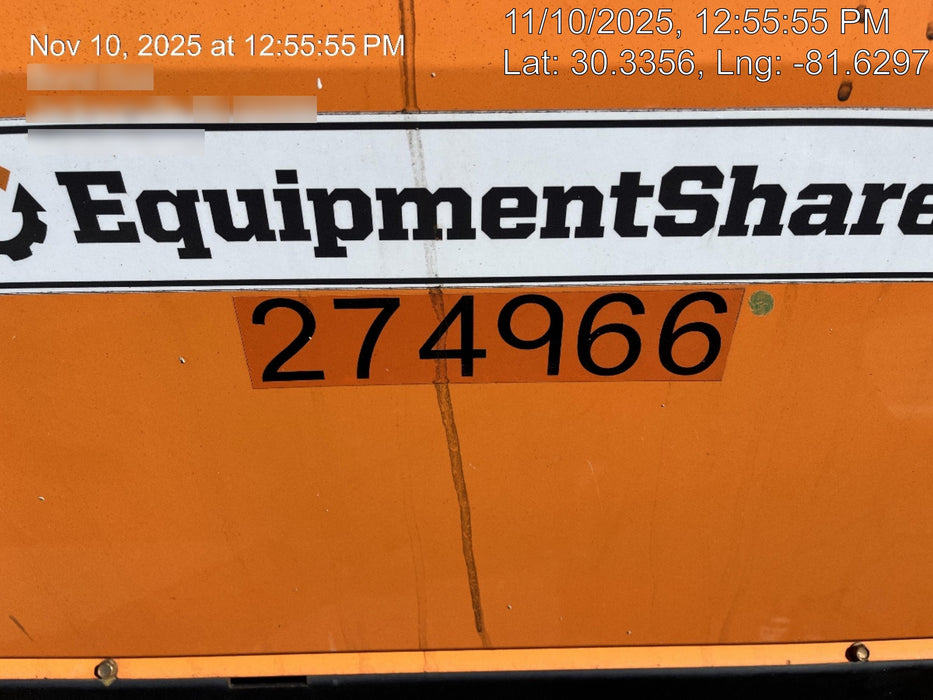 Nov 10, 2025 at 12:55:55 PM
11/10/2025, 12:55:55 PM
Lat: 30.3356, Lng: -81.6297
EquipmentShare
274966